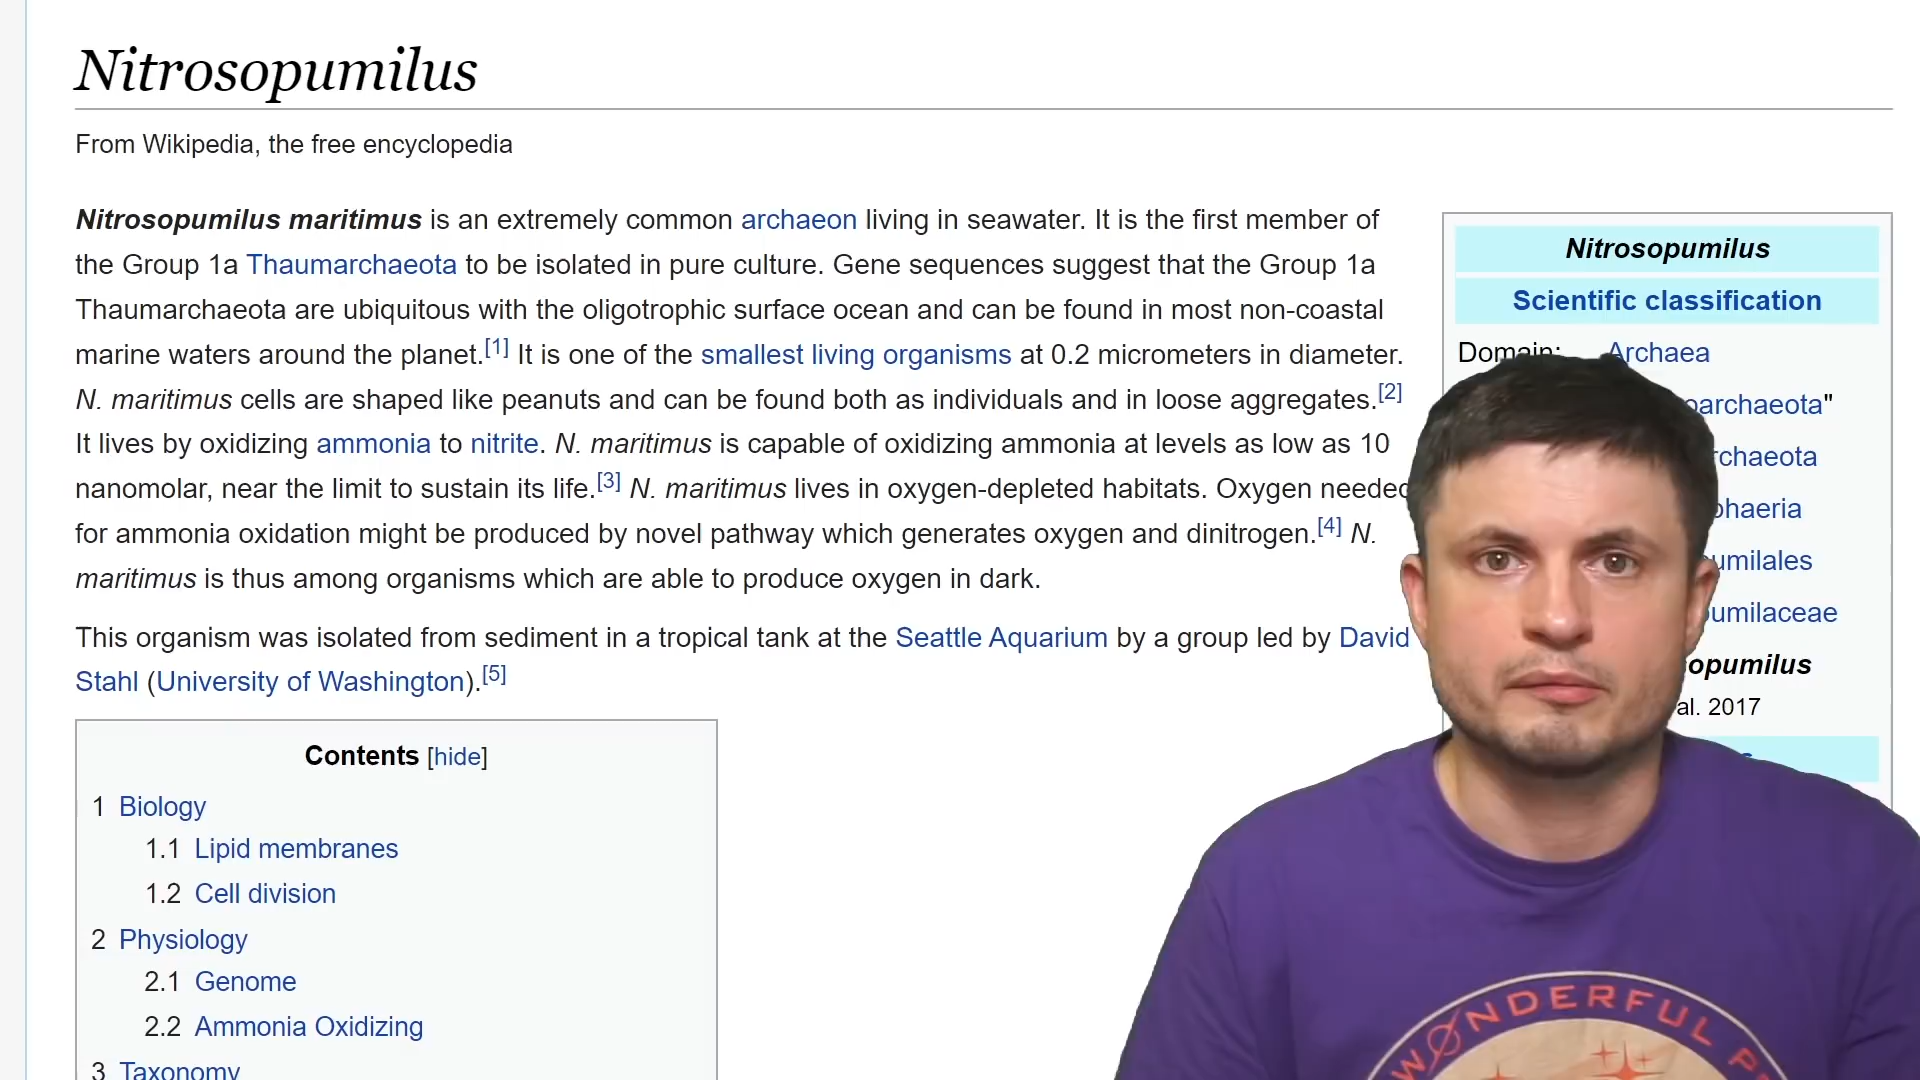 Nitrosopumilus
From Wikipedia, the free encyclopedia
Nitrosopumilus maritimus is an extremely common archaeon living in seawater. It is the first member of
the Group 1a Thaumarchaeota to be isolated in pure culture. Gene sequences suggest that the Group 1a
Thaumarchaeota are ubiquitous with the oligotrophic surface ocean and can be found in most non-coastal
marine waters around the planet.[1] It is one of the smallest living organisms at 0.2 micrometers in diameter.
N. maritimus cells are shaped like peanuts and can be found both as individuals and in loose aggregates.[2]
It lives by oxidizing ammonia to nitrite. N. maritimus is capable of oxidizing ammonia at levels as low as 10
nanomolar, near the limit to sustain its life.[3] N. maritimus lives in oxygen-depleted habitats. Oxygen needed
for ammonia oxidation might be produced by novel pathway which generates oxygen and dinitrogen.[4] N.
maritimus is thus among organisms which are able to produce oxygen in dark.
This organism was isolated from sediment in a tropical tank at the Seattle Aquarium by a group led by David
Stahl (University of Washington).[5]
Contents [hide]
1 Biology
1.1 Lipid membranes
1.2 Cell division
2 Physiology
2.1 Genome
2.2 Ammonia Oxidizing
3 Taxonomy
Nitrosopumilus
Scientific classification
Domain: Archaea
oarchaeota"
rchaeota
phaeria
umilales
pumilaceae
sopumilus
al. 2017
WØNDERFUL